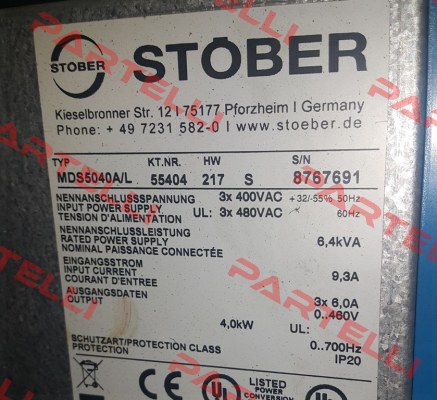 STOBER
STÖBER
Kieselbronner Str. 12 I 75177 Pforzheim I Germany
Phone: + 49 7231 582-0 I www.stoeber.de
TYP KT.NR. HW S/N
MDS5040A/L 55404 217 S 8767691
NENNANSCHLUSSSPANNUNG 3x 400VAC +32/-55% 50Hz
INPUT POWER SUPPLY UL: 3x 480VAC 60Hz
TENSION D'ALIMENTATION
NENNANSCHLUSSLEISTUNG
RATED POWER SUPPLY 6,4kVA
NOMINAL PAISSANCE CONNECTÉE
EINGANGSSTROM
INPUT CURRENT 9,3A
COURANT D'ENTREE
AUSGANGSDATEN 3x 6,0A
OUTPUT 0...460V
4,0kW UL:
0...700Hz
SCHUTZART/PROTECTION CLASS IP20
PROTECTION
CE UL LISTED UL
POWER
CONVERSION
PARTELLI